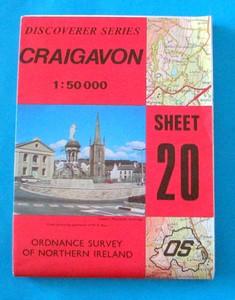 DISCOVERER SERIES
CRAIGAVON
1:50 000
SHEET
20
ORDNANCE SURVEY
OF NORTHERN IRELAND
OS